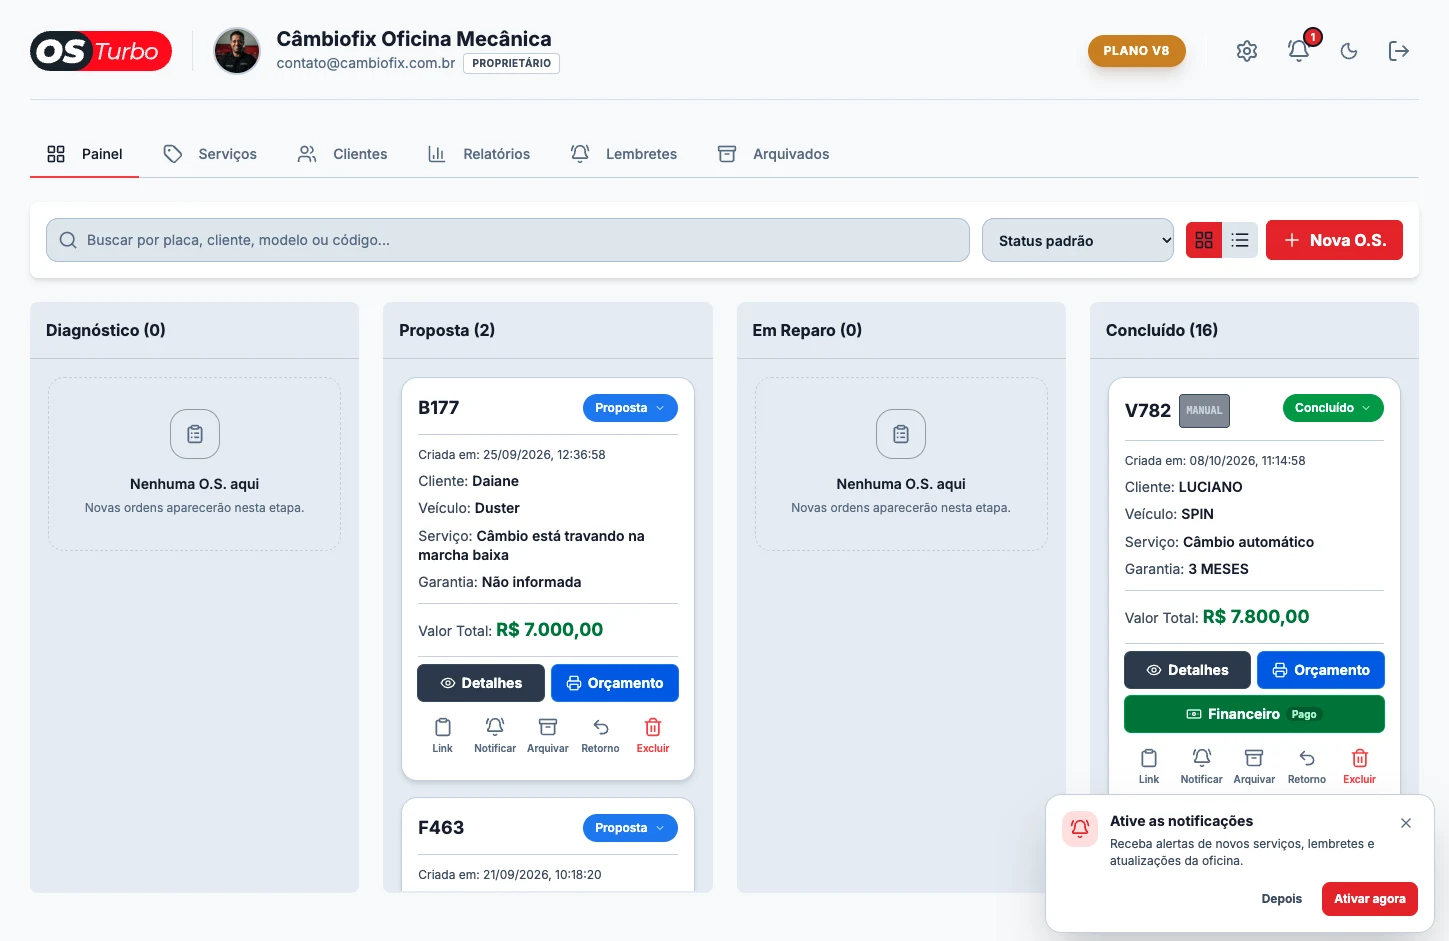 OS Turbo
Câmbiofix Oficina Mecânica
contato@cambiofix.com.br PROPRIETÁRIO
PLANO V8
1
Painel
Serviços
Clientes
Relatórios
Lembretes
Arquivados
Buscar por placa, cliente, modelo ou código...
Status padrão
Nova O.S.
Diagnóstico (0)
Nenhuma O.S. aqui
Novas ordens aparecerão nesta etapa.
Proposta (2)
B177
Proposta
Criada em: 25/09/2026, 12:36:58
Cliente: Daiane
Veículo: Duster
Serviço: Câmbio está travando na
marcha baixa
Garantia: Não informada
Valor Total: R$ 7.000,00
Detalhes
Orçamento
Link
Notificar
Arquivar
Retorno
Excluir
F463
Proposta
Criada em: 21/09/2026, 10:18:20
Em Reparo (0)
Nenhuma O.S. aqui
Novas ordens aparecerão nesta etapa.
Concluído (16)
V782
MANUAL
Concluído
Criada em: 08/10/2026, 11:14:58
Cliente: LUCIANO
Veículo: SPIN
Serviço: Câmbio automático
Garantia: 3 MESES
Valor Total: R$ 7.800,00
Detalhes
Orçamento
Financeiro Pago
Link
Notificar
Arquivar
Retorno
Excluir
Ative as notificações
Receba alertas de novos serviços, lembretes e
atualizações da oficina.
Depois
Ativar agora